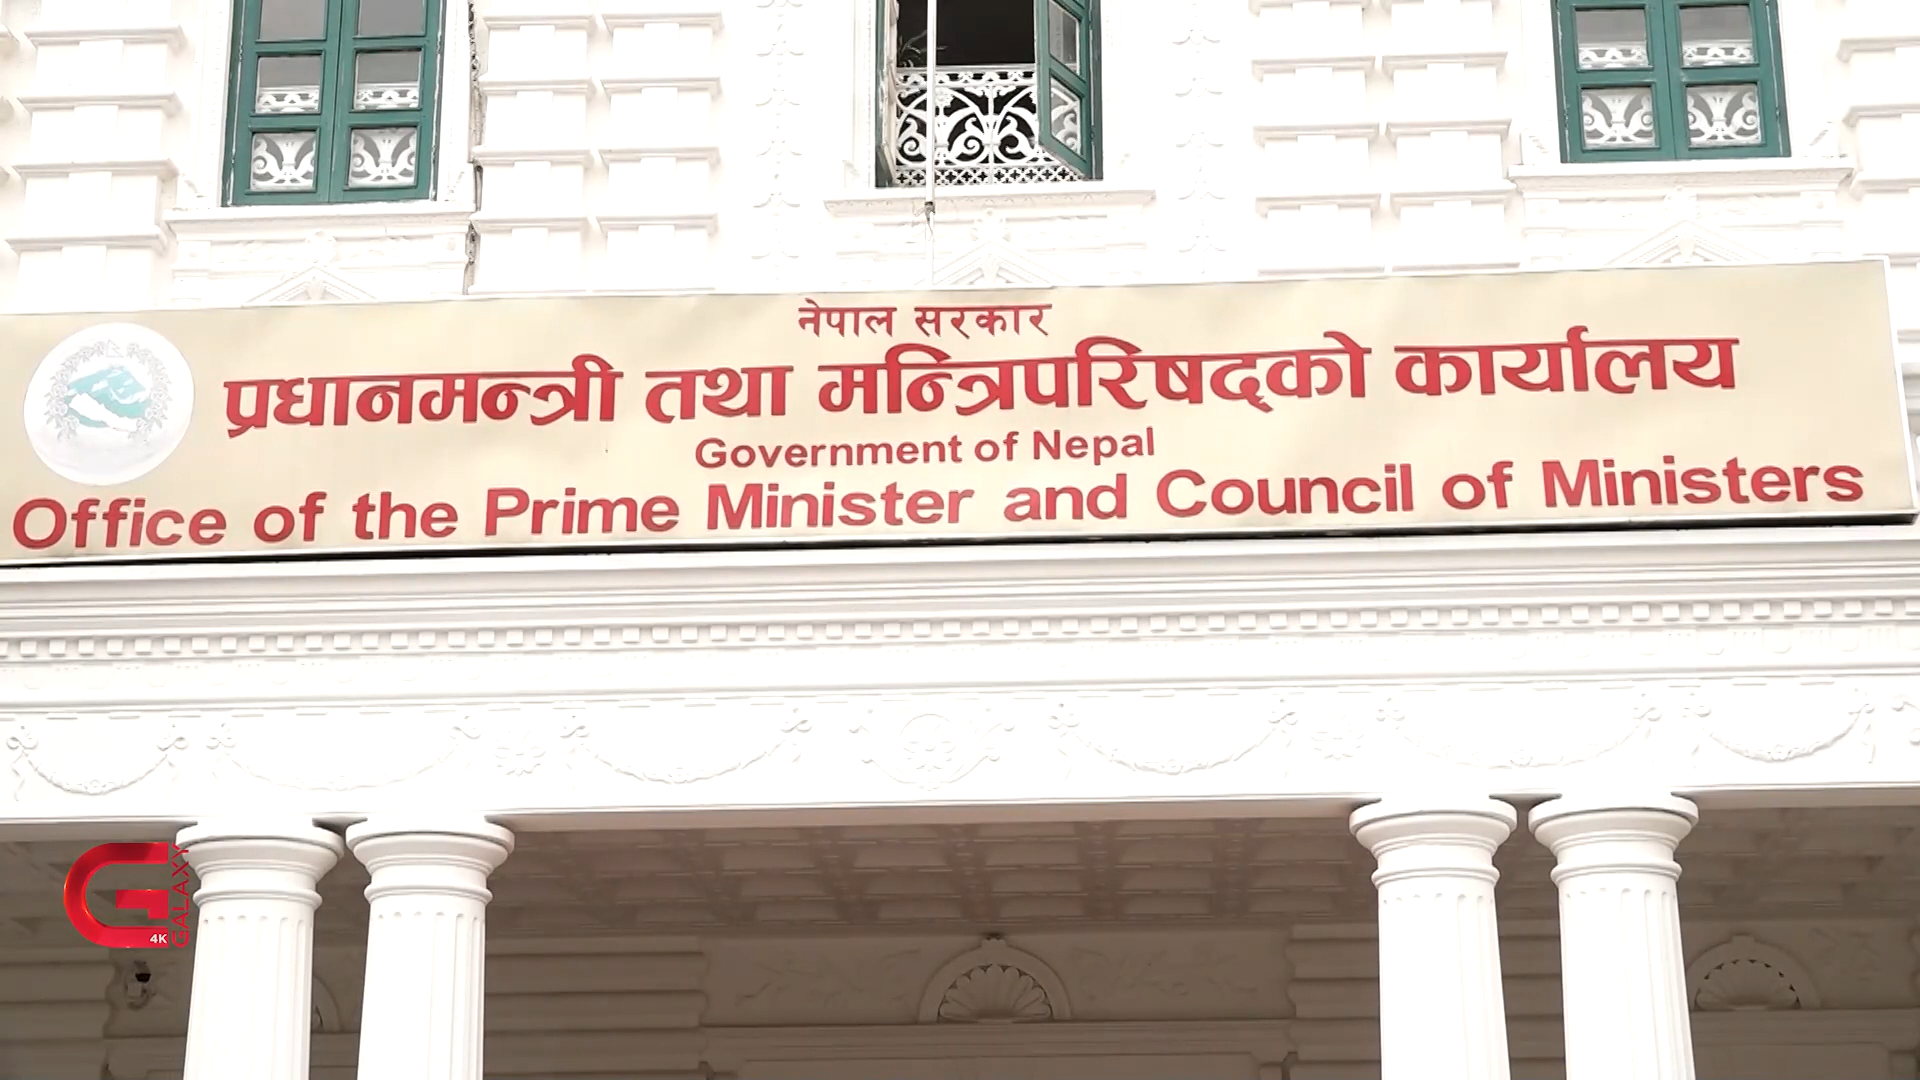 नेपाल सरकार
प्रधानमन्त्री तथा मन्त्रिपरिषद्को कार्यालय
Government of Nepal
Office of the Prime Minister and Council of Ministers
GALAXY
4K